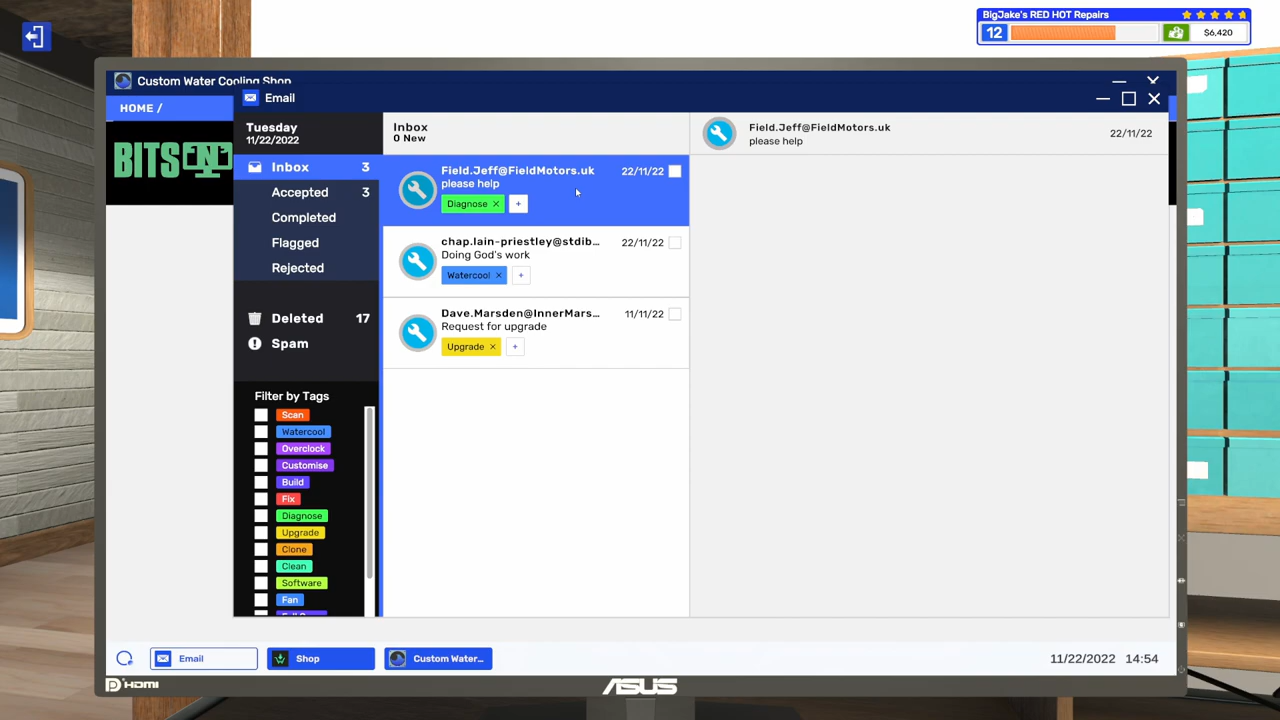 BigJake's RED HOT Repairs
12
$6,420
Custom Water Cooling Shop
HOME /
Email
Tuesday
11/22/2022
Inbox 3
Accepted 3
Completed
Flagged
Rejected
Deleted 17
Spam
Filter by Tags
Scan
Watercool
Overclock
Customise
Build
Fix
Diagnose
Upgrade
Clone
Clean
Software
Fan
Inbox
0 New
Field.Jeff@FieldMotors.uk 22/11/22
please help
Diagnose × +
chap.Iain-priestley@stdib... 22/11/22
Doing God's work
Watercool × +
Dave.Marsden@InnerMars... 11/11/22
Request for upgrade
Upgrade × +
Field.Jeff@FieldMotors.uk 22/11/22
please help
Email
Shop
Custom Water...
11/22/2022 14:54
HDMI
ASUS